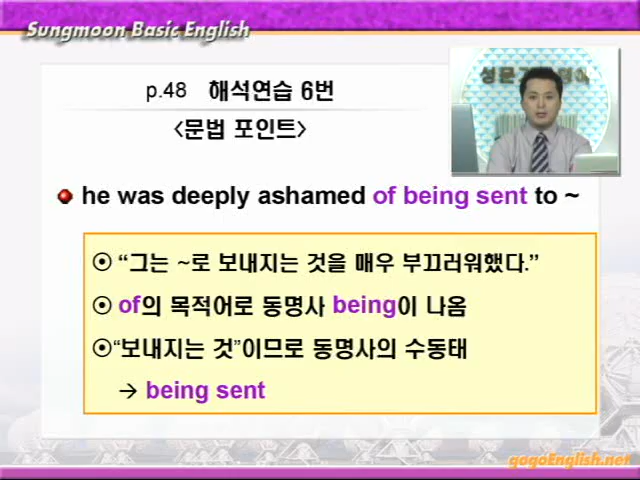 Sungmoon Basic English
p.48 해석연습 6번
<문법 포인트>
he was deeply ashamed of being sent to ~
"그는 ~로 보내지는 것을 매우 부끄러워했다."
of의 목적어로 동명사 being이 나옴
"보내지는 것"이므로 동명사의 수동태
→ being sent
gogoEnglish.net